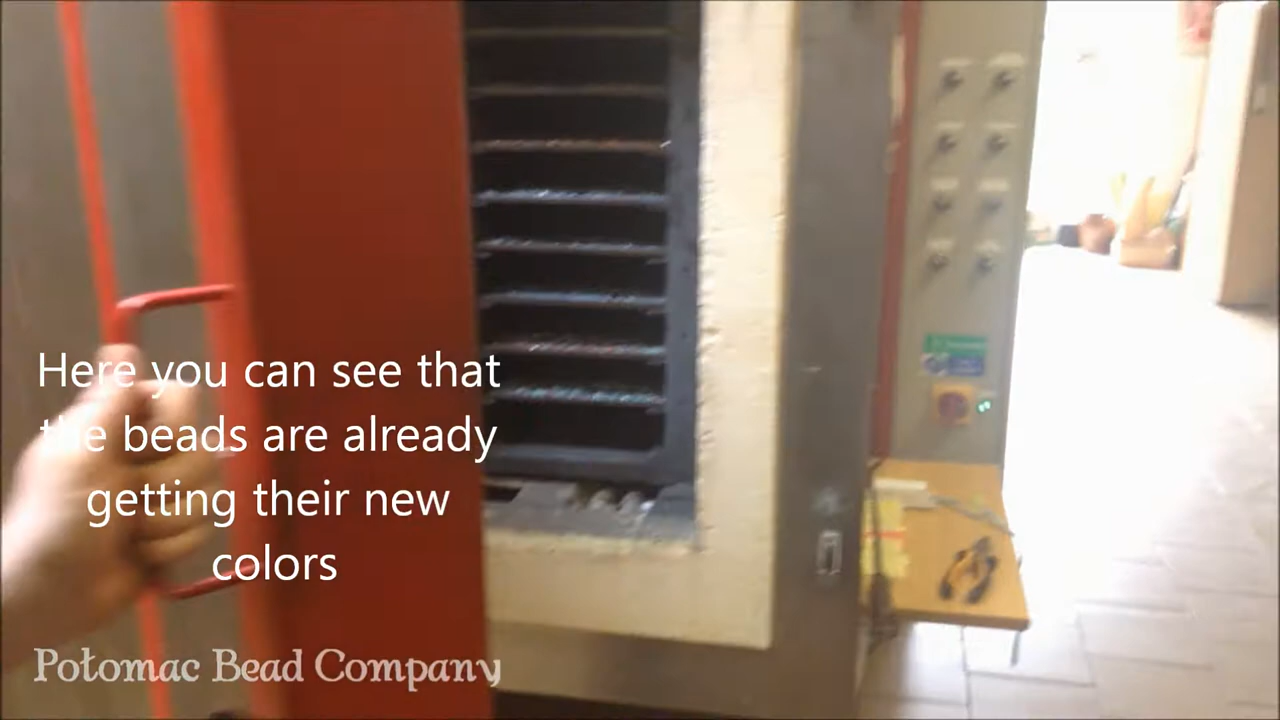 Here you can see that
the beads are already
getting their new
colors
Potomac Bead Company